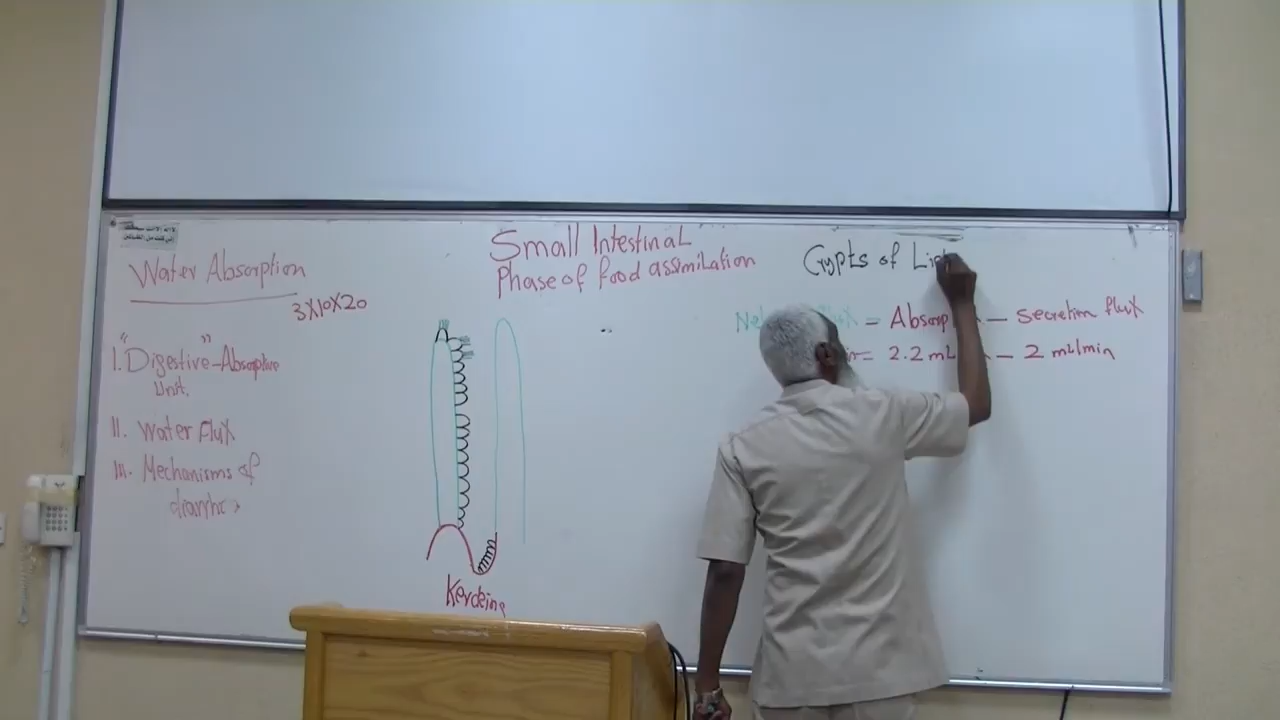 Water Absorption
3X10X20
I. "Digestive"-Absorptive
Unit.
II. Water Flux
III. Mechanisms of
Small Intestinal
Phase of food assimilation
Kerckring
Crypts of
= Absorp — secretion flux
= 2.2 mL — 2 mL/min